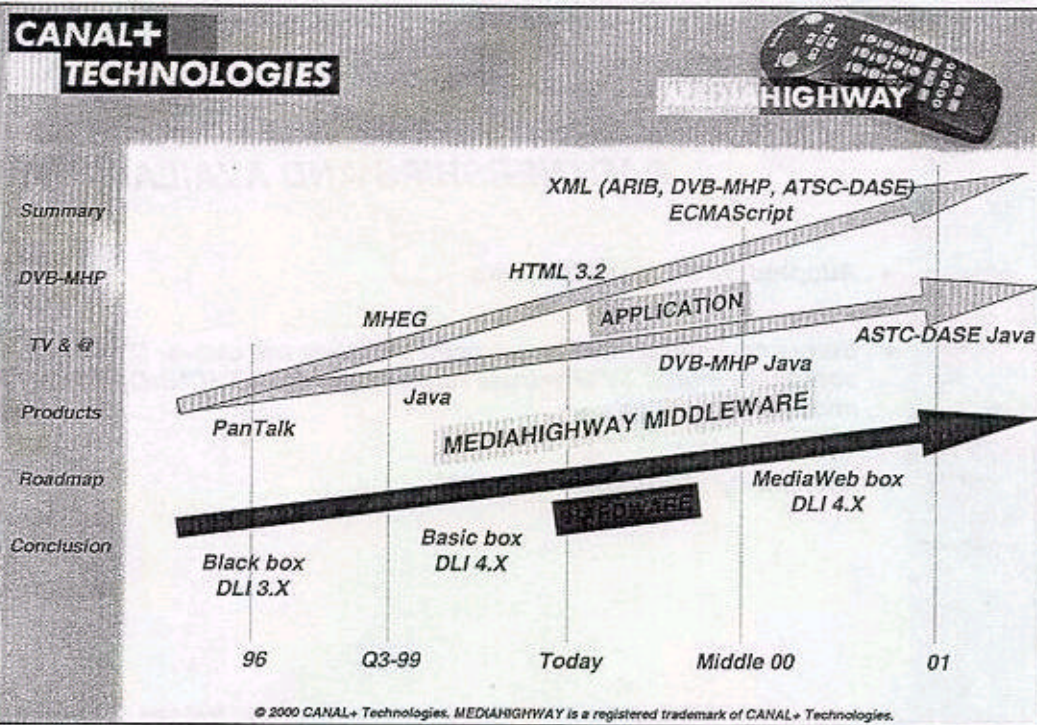 CANAL+
TECHNOLOGIES
HIGHWAY
Summary
DVB-MHP
TV & @
Products
Roadmap
Conclusion
XML (ARIB, DVB-MHP, ATSC-DASE)
ECMAScript
HTML 3.2
MHEG
APPLICATION
ASTC-DASE Java
DVB-MHP Java
Java
PanTalk
MEDIAHIGHWAY MIDDLEWARE
MediaWeb box
DLI 4.X
HARDWARE
Basic box
DLI 4.X
Black box
DLI 3.X
96 Q3-99 Today Middle 00 01
© 2000 CANAL+ Technologies. MEDIAHIGHWAY is a registered trademark of CANAL+ Technologies.